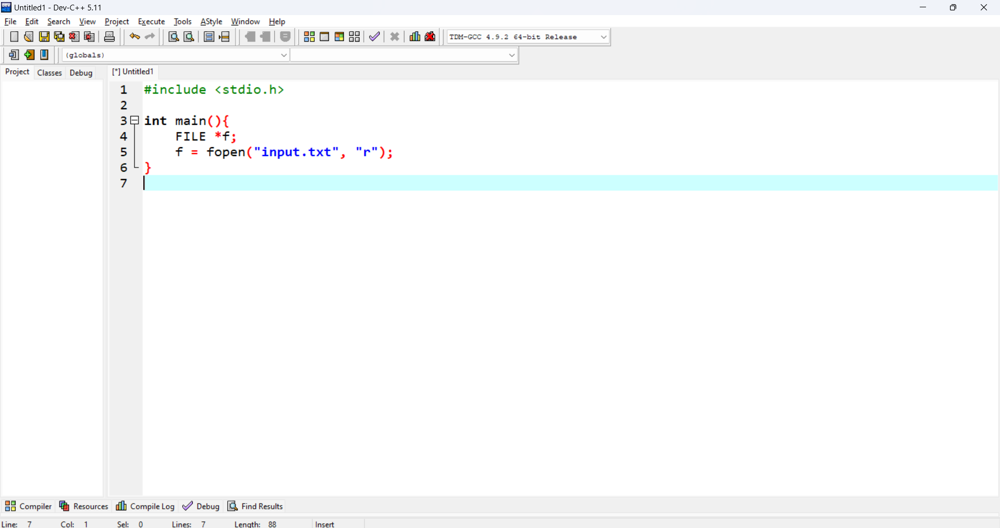 Untitled1 - Dev-C++ 5.11
File Edit Search View Project Execute Tools AStyle Window Help
TDM-GCC 4.9.2 64-bit Release
(globals)
Project Classes Debug [*] Untitled1
1 #include <stdio.h>
2
3 int main(){
4     FILE *f;
5     f = fopen("input.txt", "r");
6 }
7
Compiler Resources Compile Log Debug Find Results
Line: 7 Col: 1 Sel: 0 Lines: 7 Length: 88 Insert